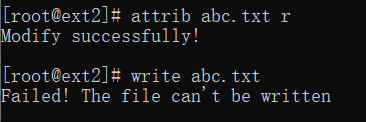 [root@ext2]# attrib abc.txt r
Modify successfully!
[root@ext2]# write abc.txt
Failed! The file can't be written